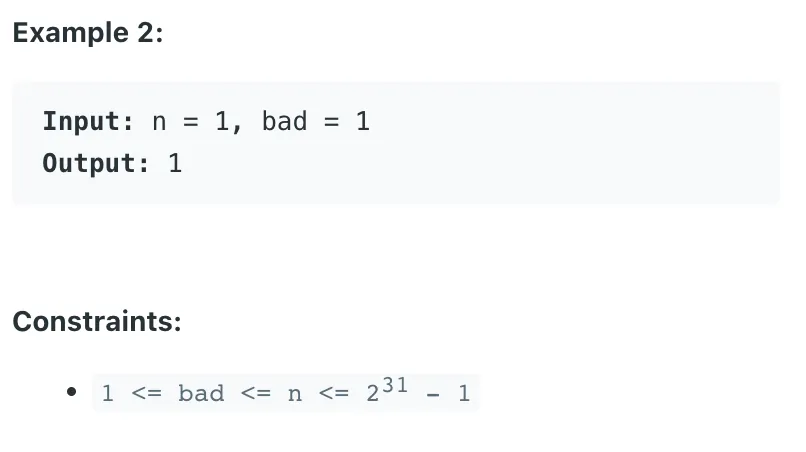 Example 2:
Input: n = 1, bad = 1
Output: 1
Constraints:
• 1 <= bad <= n <= 2³¹ - 1